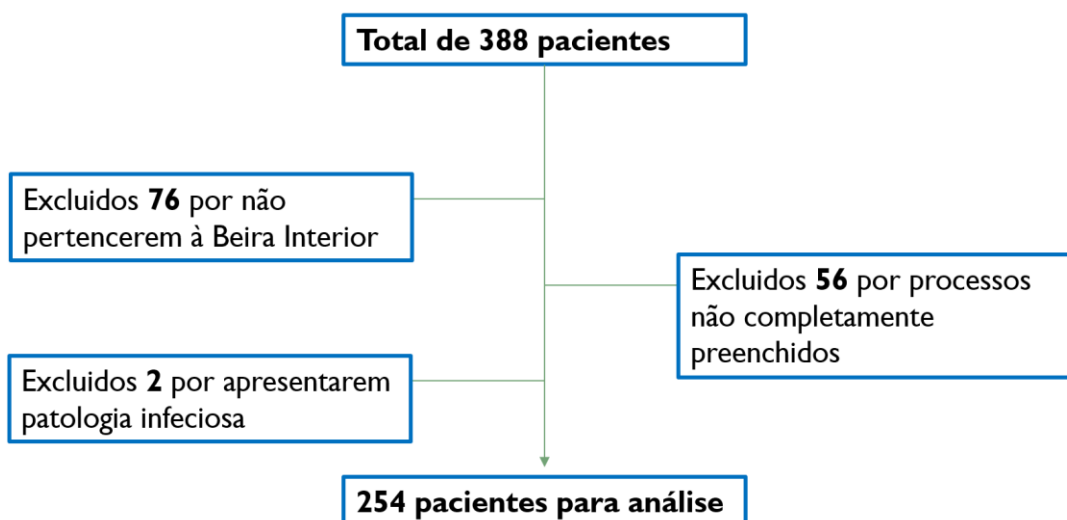 Total de 388 pacientes
Excluidos 76 por não
pertencerem à Beira Interior
Excluidos 56 por processos
não completamente
preenchidos
Excluidos 2 por apresentarem
patologia infeciosa
254 pacientes para análise